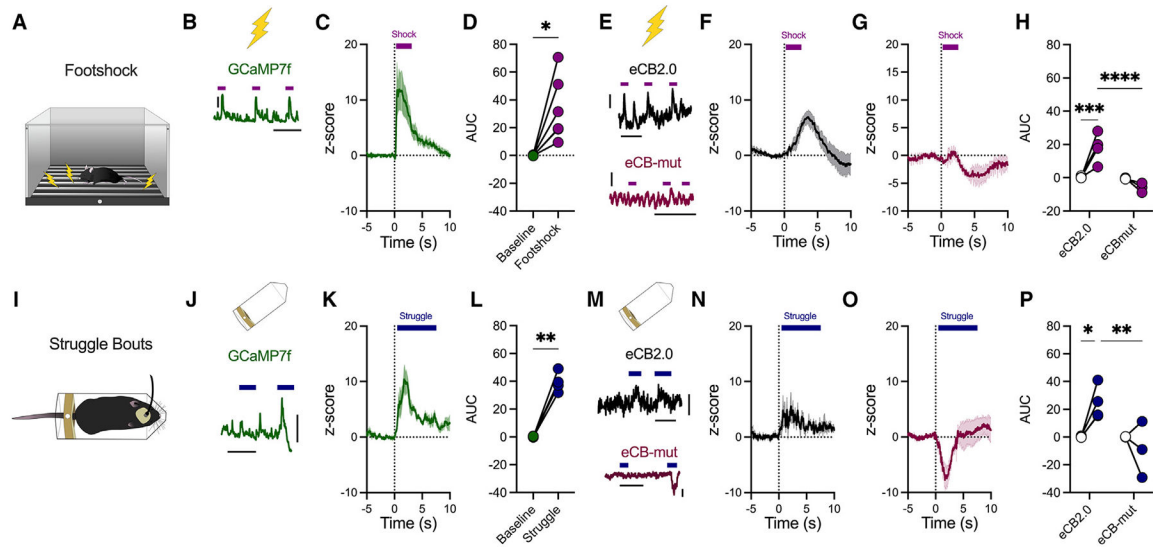 A
Footshock
B
GCaMP7f
C
Shock
20
15
10
5
0
-5
-10
z-score
-5 0 5 10
Time (s)
D
*
80
60
40
20
0
-20
-40
AUC
Baseline
Footshock
E
eCB2.0
eCB-mut
F
Shock
20
10
0
-10
z-score
-5 0 5 10
Time (s)
G
Shock
20
10
0
-10
z-score
-5 0 5 10
Time (s)
H
****
***
80
60
40
20
0
-20
AUC
eCB2.0
eCBmut
I
Struggle Bouts
J
GCaMP7f
K
Struggle
20
10
0
-10
z-score
-5 0 5 10
Time (s)
L
**
80
60
40
20
0
-20
-40
AUC
Baseline
Struggle
M
eCB2.0
eCB-mut
N
Struggle
20
10
0
-10
z-score
-5 0 5 10
Time (s)
O
Struggle
20
10
0
-10
z-score
-5 0 5 10
Time (s)
P
* **
80
60
40
20
0
-20
-40
AUC
eCB2.0
eCB-mut